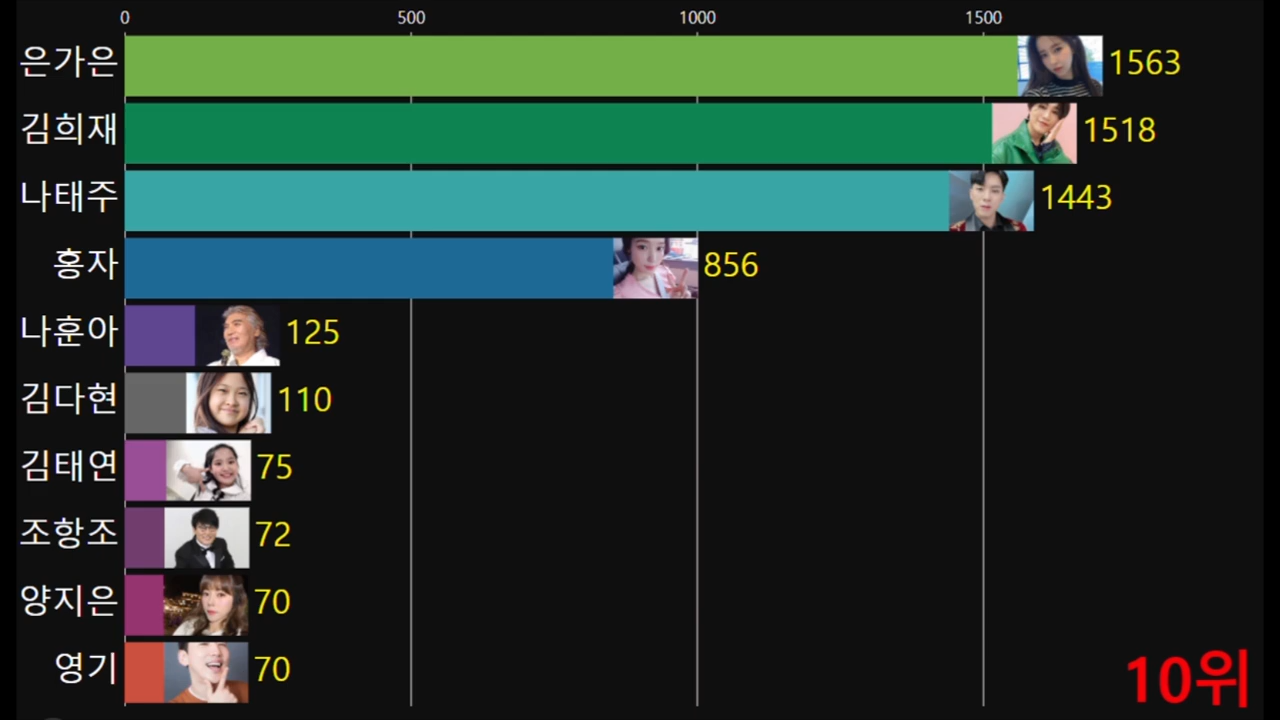 0 500 1000 1500
은가은 1563
김희재 1518
나태주 1443
홍자 856
나훈아 125
김다현 110
김태연 75
조항조 72
양지은 70
영기 70
10위